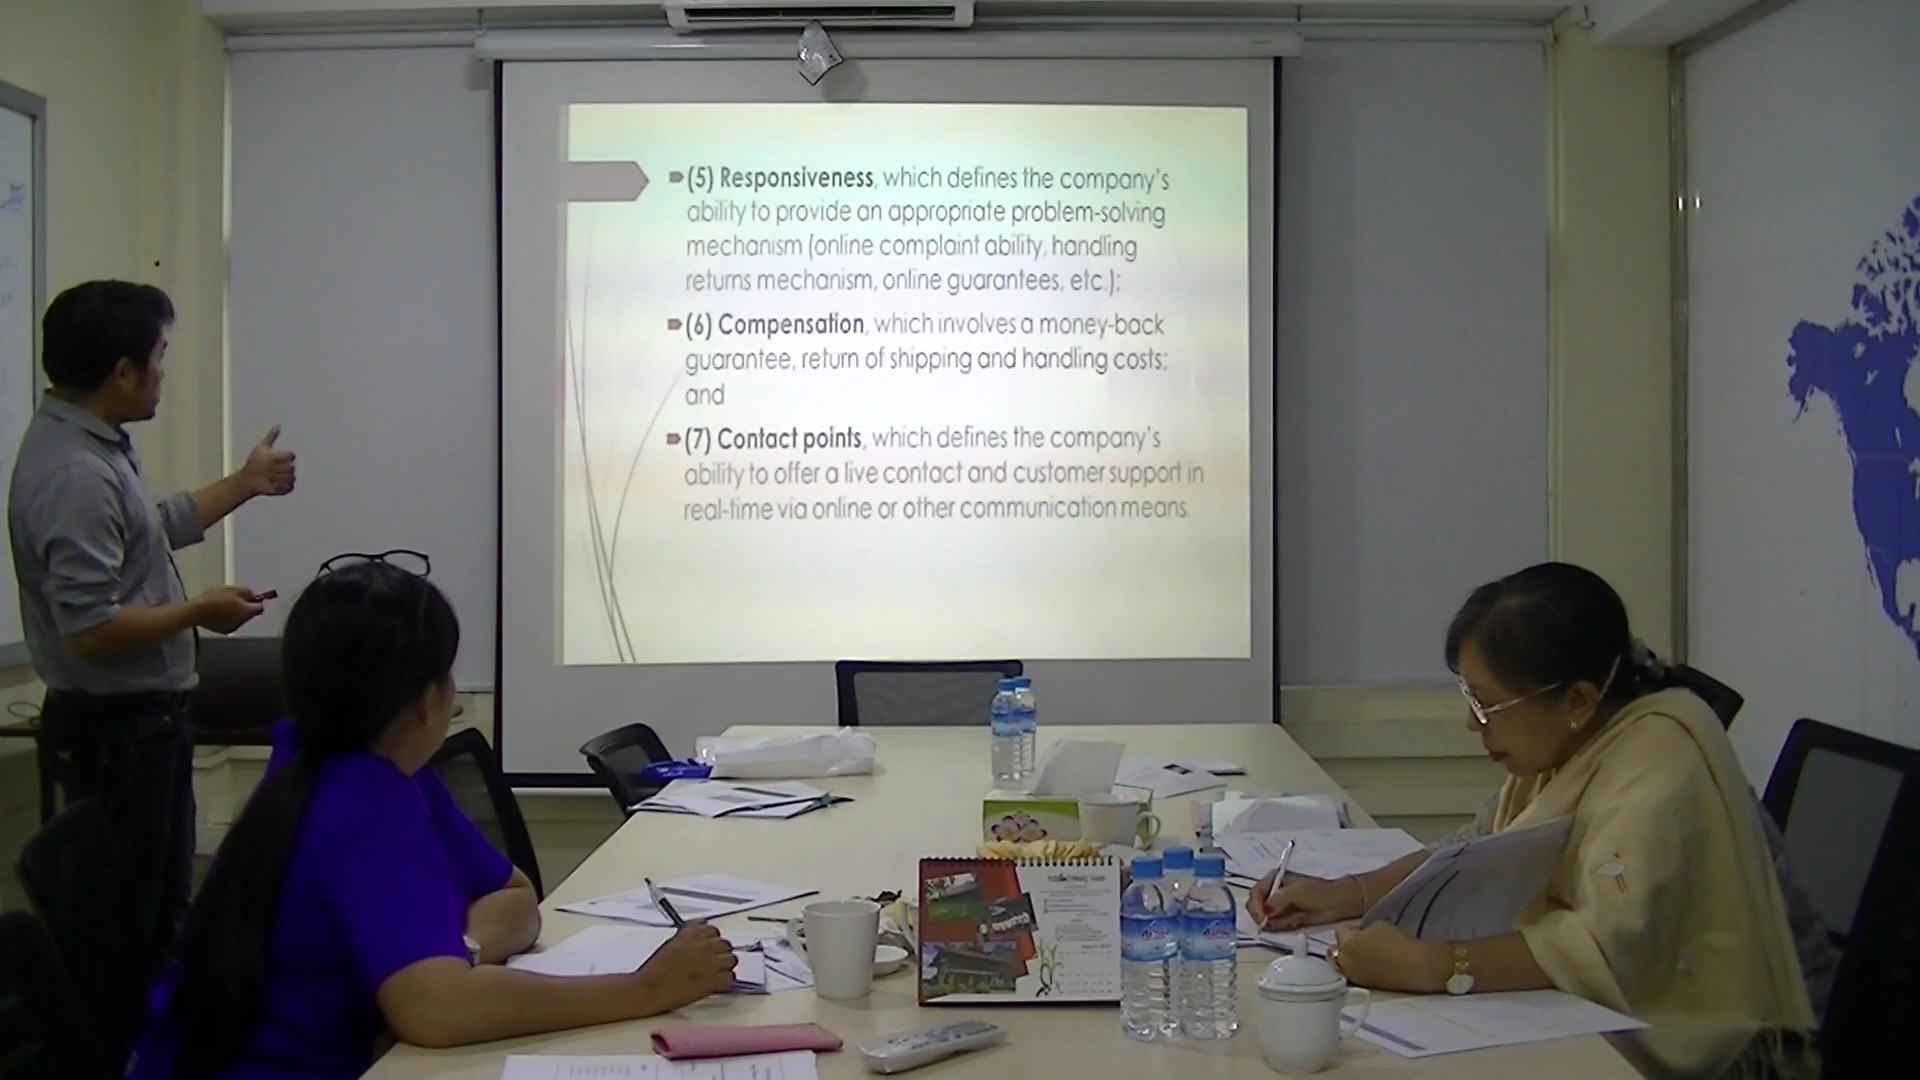 (5) Responsiveness, which defines the company's
ability to provide an appropriate problem-solving
mechanism (online complaint ability, handling
returns mechanism, online guarantees, etc.);
(6) Compensation, which involves a money-back
guarantee, return of shipping and handling costs;
and
(7) Contact points, which defines the company's
ability to offer a live contact and customer support in
real-time via online or other communication means